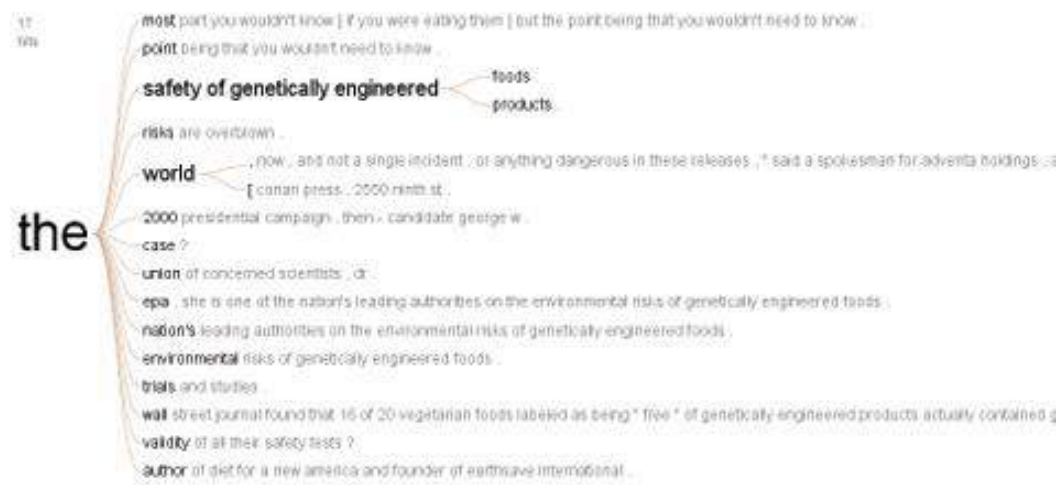 17
hits
most part you wouldn't know [ if you were eating them ] but the point being that you wouldn't need to know .
point being that you wouldn't need to know .
safety of genetically engineered
foods
products .
risks are overblown .
world
, now , and not a single incident , or anything dangerous in these releases , " said a spokesman for adventa holdings , a
[ conari press , 2550 ninth st .
the
2000 presidential campaign , then - candidate george w .
case ?
union of concerned scientists , dr .
epa , she is one of the nation's leading authorities on the environmental risks of genetically engineered foods .
nation's leading authorities on the environmental risks of genetically engineered foods .
environmental risks of genetically engineered foods .
trials and studies .
wall street journal found that 16 of 20 vegetarian foods labeled as being " free " of genetically engineered products actually contained g
validity of all their safety tests ?
author of diet for a new america and founder of earthsave international .